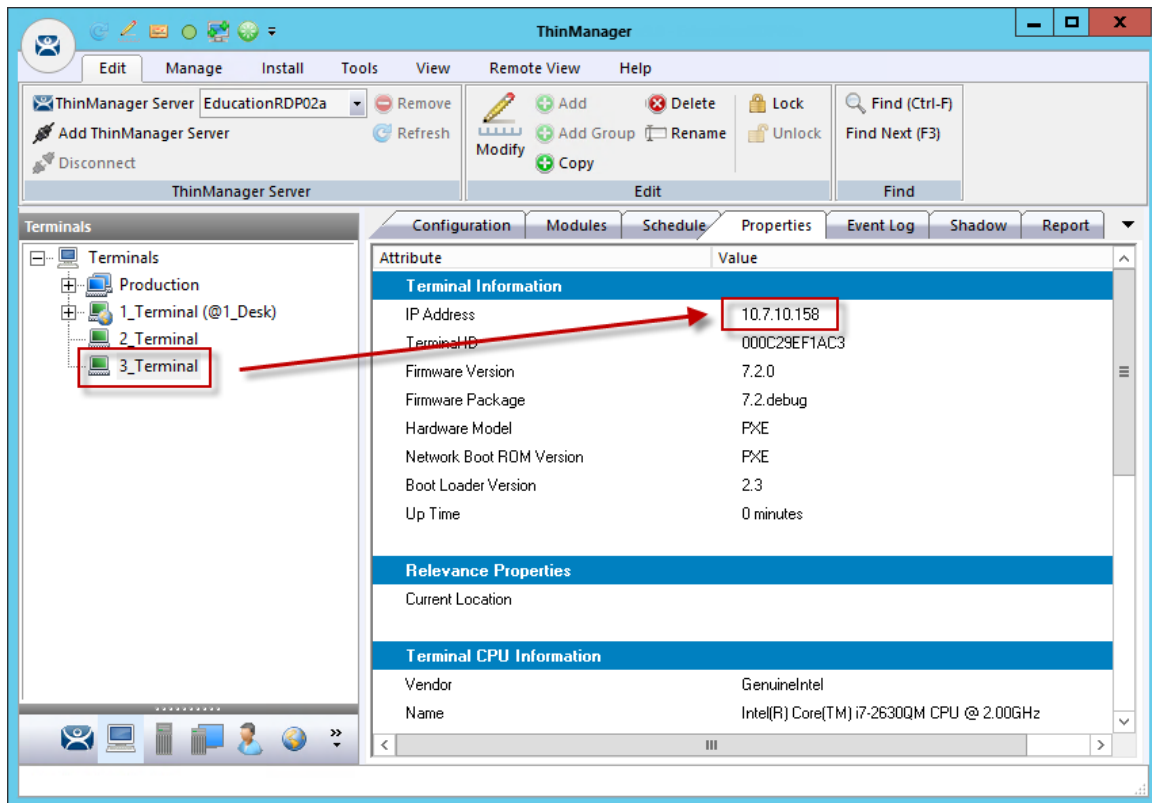 ThinManager
Edit Manage Install Tools View Remote View Help
ThinManager Server EducationRDP02a Remove Add Delete Lock Find (Ctrl-F)
Add ThinManager Server Refresh Modify Add Group Rename Unlock Find Next (F3)
Disconnect Copy
ThinManager Server Edit Find
Terminals
Terminals
Production
1_Terminal (@1_Desk)
2_Terminal
3_Terminal
Configuration Modules Schedule Properties Event Log Shadow Report
Attribute Value
Terminal Information
IP Address 10.7.10.158
Terminal ID 000C29EF1AC3
Firmware Version 7.2.0
Firmware Package 7.2.debug
Hardware Model PXE
Network Boot ROM Version PXE
Boot Loader Version 2.3
Up Time 0 minutes
Relevance Properties
Current Location
Terminal CPU Information
Vendor GenuineIntel
Name Intel(R) Core(TM) i7-2630QM CPU @ 2.00GHz